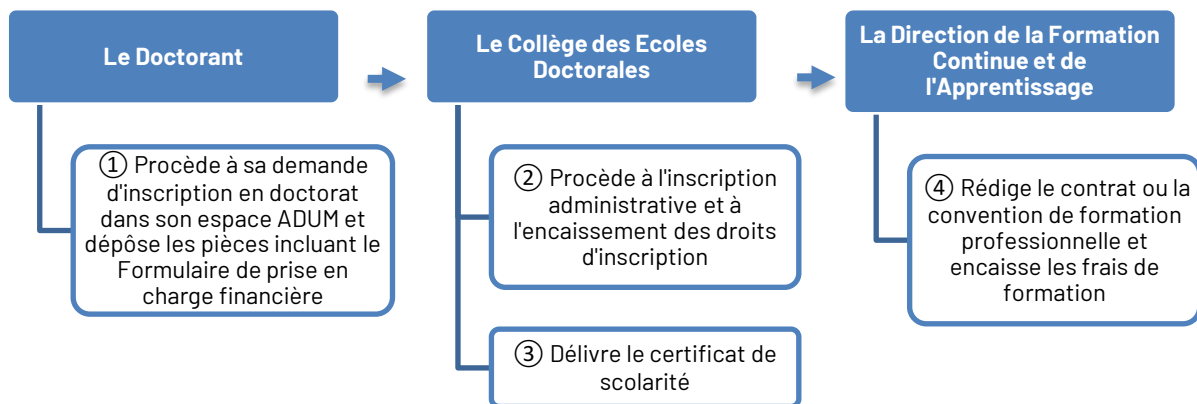 Le Doctorant
① Procède à sa demande
d'inscription en doctorat
dans son espace ADUM et
dépôse les pièces incluant le
Formulaire de prise en
charge financière
Le Collège des Ecoles
Doctorales
② Procède à l'inscription
administrative et à
l'encaissement des droits
d'inscription
③ Délivre le certificat de
scolarité
La Direction de la Formation
Continue et de
l'Apprentissage
④ Rédige le contrat ou la
convention de formation
professionnelle et
encaisse les frais de
formation